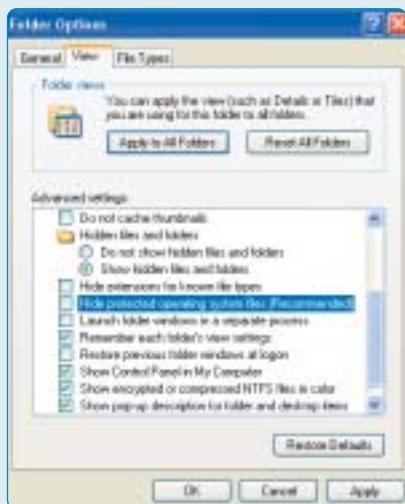 Folder Options
General View File Types
Folder views
You can apply the view (such as Details or Tiles) that
you are using for this folder to all folders.
Apply to All Folders Reset All Folders
Advanced settings:
Do not cache thumbnails
Hidden files and folders
Do not show hidden files and folders
Show hidden files and folders
Hide extensions for known file types
Hide protected operating system files (Recommended)
Launch folder windows in a separate process
Remember each folder's view settings
Restore previous folder windows at logon
Show Control Panel in My Computer
Show encrypted or compressed NTFS files in color
Show pop-up description for folder and desktop items
Restore Defaults
OK Cancel Apply